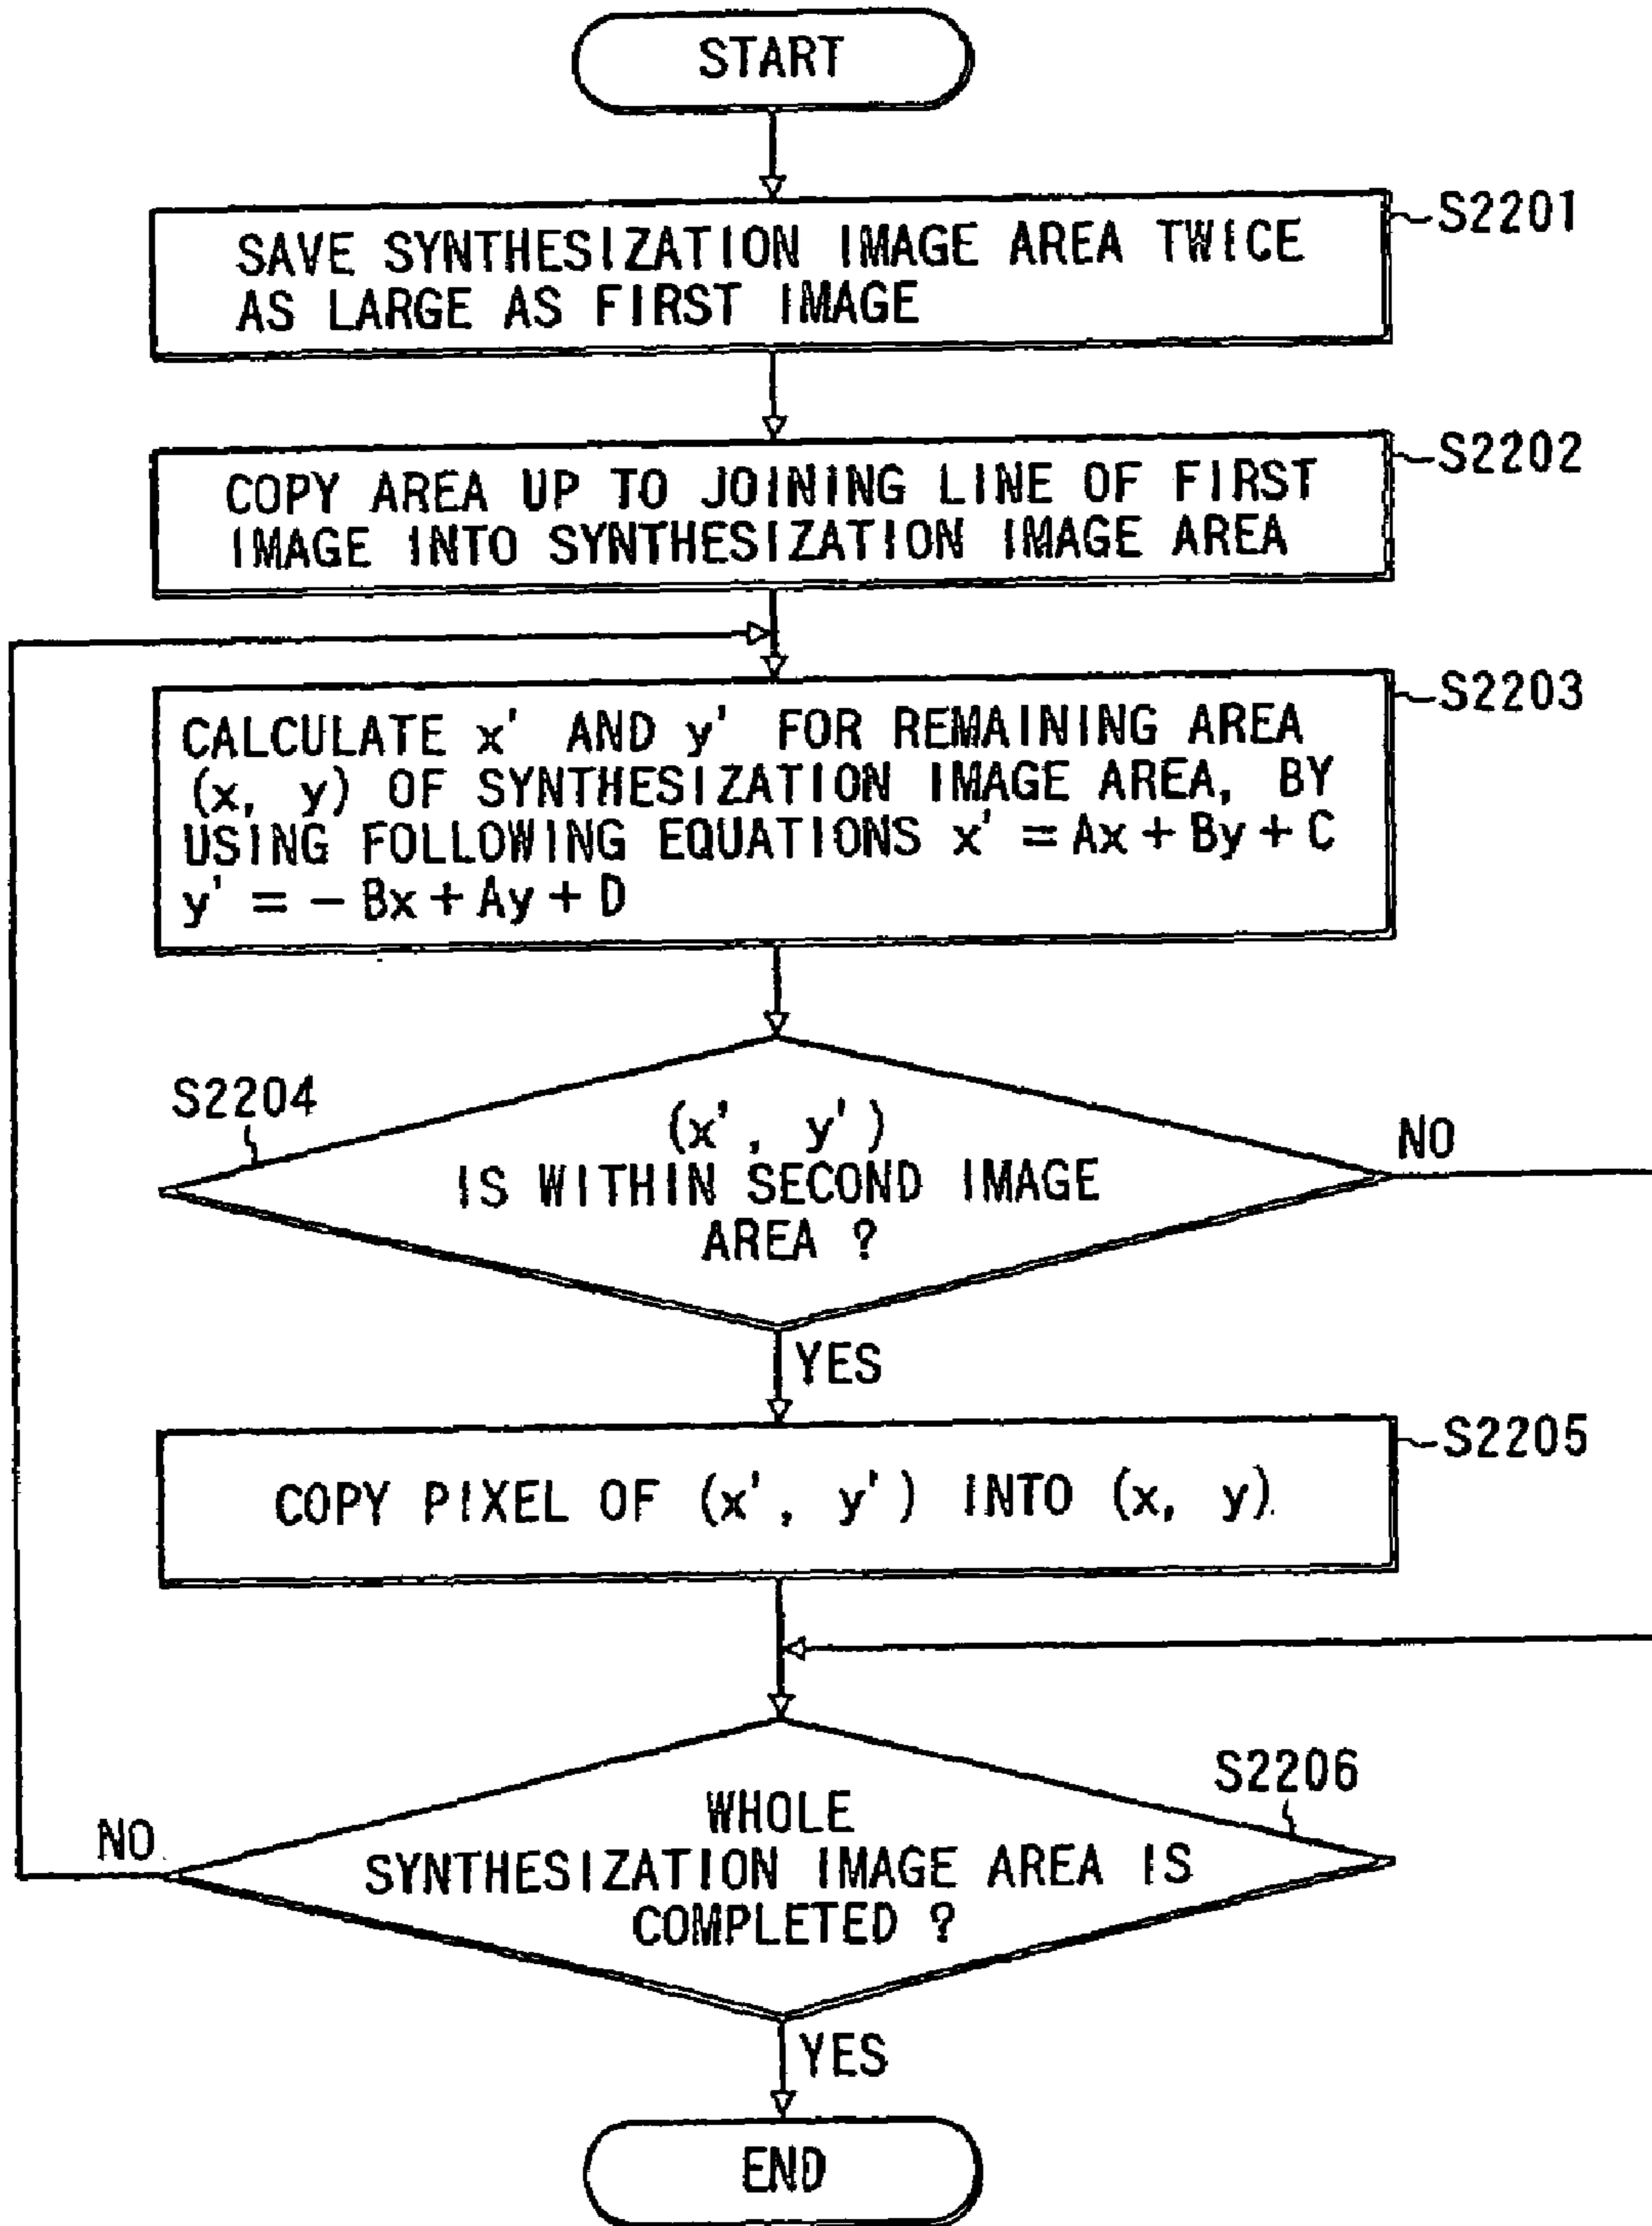 START
S2201
SAVE SYNTHESIZATION IMAGE AREA TWICE
AS LARGE AS FIRST IMAGE
S2202
COPY AREA UP TO JOINING LINE OF FIRST
IMAGE INTO SYNTHESIZATION IMAGE AREA
S2203
CALCULATE x' AND y' FOR REMAINING AREA
(x, y) OF SYNTHESIZATION IMAGE AREA, BY
USING FOLLOWING EQUATIONS x' = Ax + By + C
y' = - Bx + Ay + D
S2204
(x', y')
IS WITHIN SECOND IMAGE
AREA ?
NO
YES
S2205
COPY PIXEL OF (x', y') INTO (x, y)
S2206
WHOLE
SYNTHESIZATION IMAGE AREA IS
COMPLETED ?
NO
YES
END